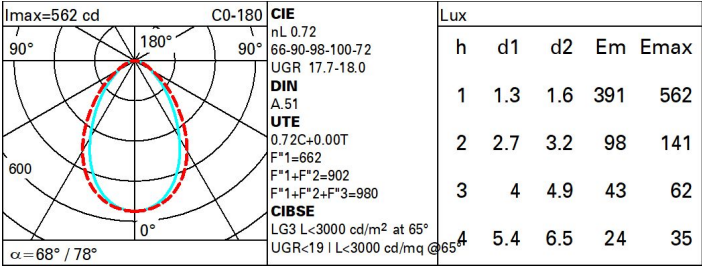 Imax=562 cd C0-180
90° 180° 90°
600
0°
α=68° / 78°
CIE
nL 0.72
66-90-98-100-72
UGR 17.7-18.0
DIN
A.51
UTE
0.72C+0.00T
F"1=662
F"1+F"2=902
F"1+F"2+F"3=980
CIBSE
LG3 L<3000 cd/m² at 65°
UGR<19 | L<3000 cd/mq @65°
Lux
h d1 d2 Em Emax
1 1.3 1.6 391 562
2 2.7 3.2 98 141
3 4 4.9 43 62
4 5.4 6.5 24 35